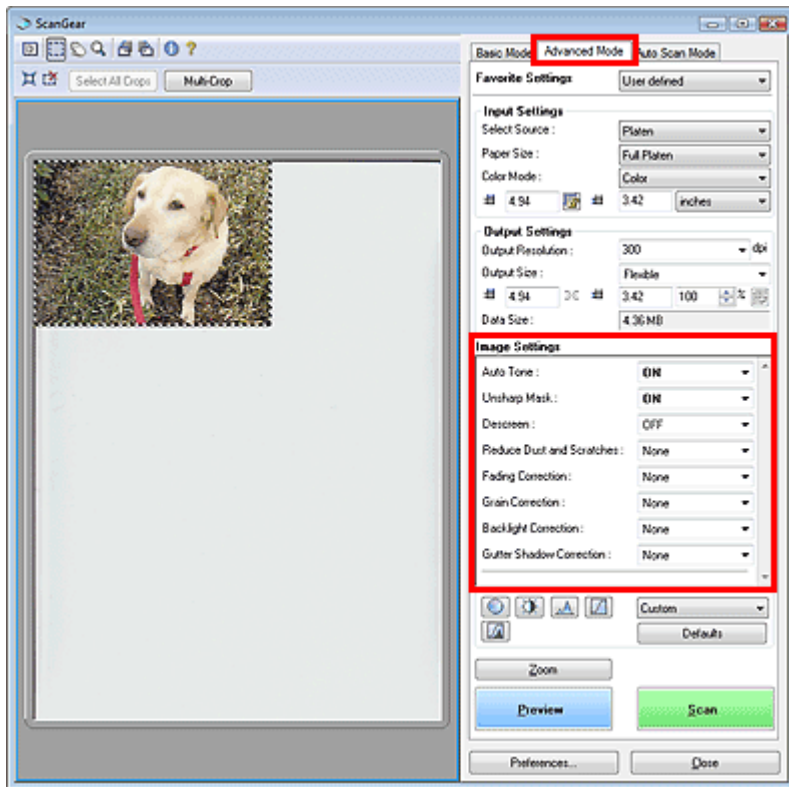 ScanGear
Select All Crops Multi-Crop
Basic Mode Advanced Mode Auto Scan Mode
Favorite Settings User defined
Input Settings
Select Source : Platen
Paper Size : Full Platen
Color Mode : Color
4.94 3.42 inches
Output Settings
Output Resolution : 300 dpi
Output Size : Flexible
4.94 3.42 100 %
Data Size : 4.36 MB
Image Settings
Auto Tone : ON
Unsharp Mask : ON
Descreen : OFF
Reduce Dust and Scratches : None
Fading Correction : None
Grain Correction : None
Backlight Correction : None
Gutter Shadow Correction : None
Custom
Defaults
Zoom
Preview Scan
Preferences... Close